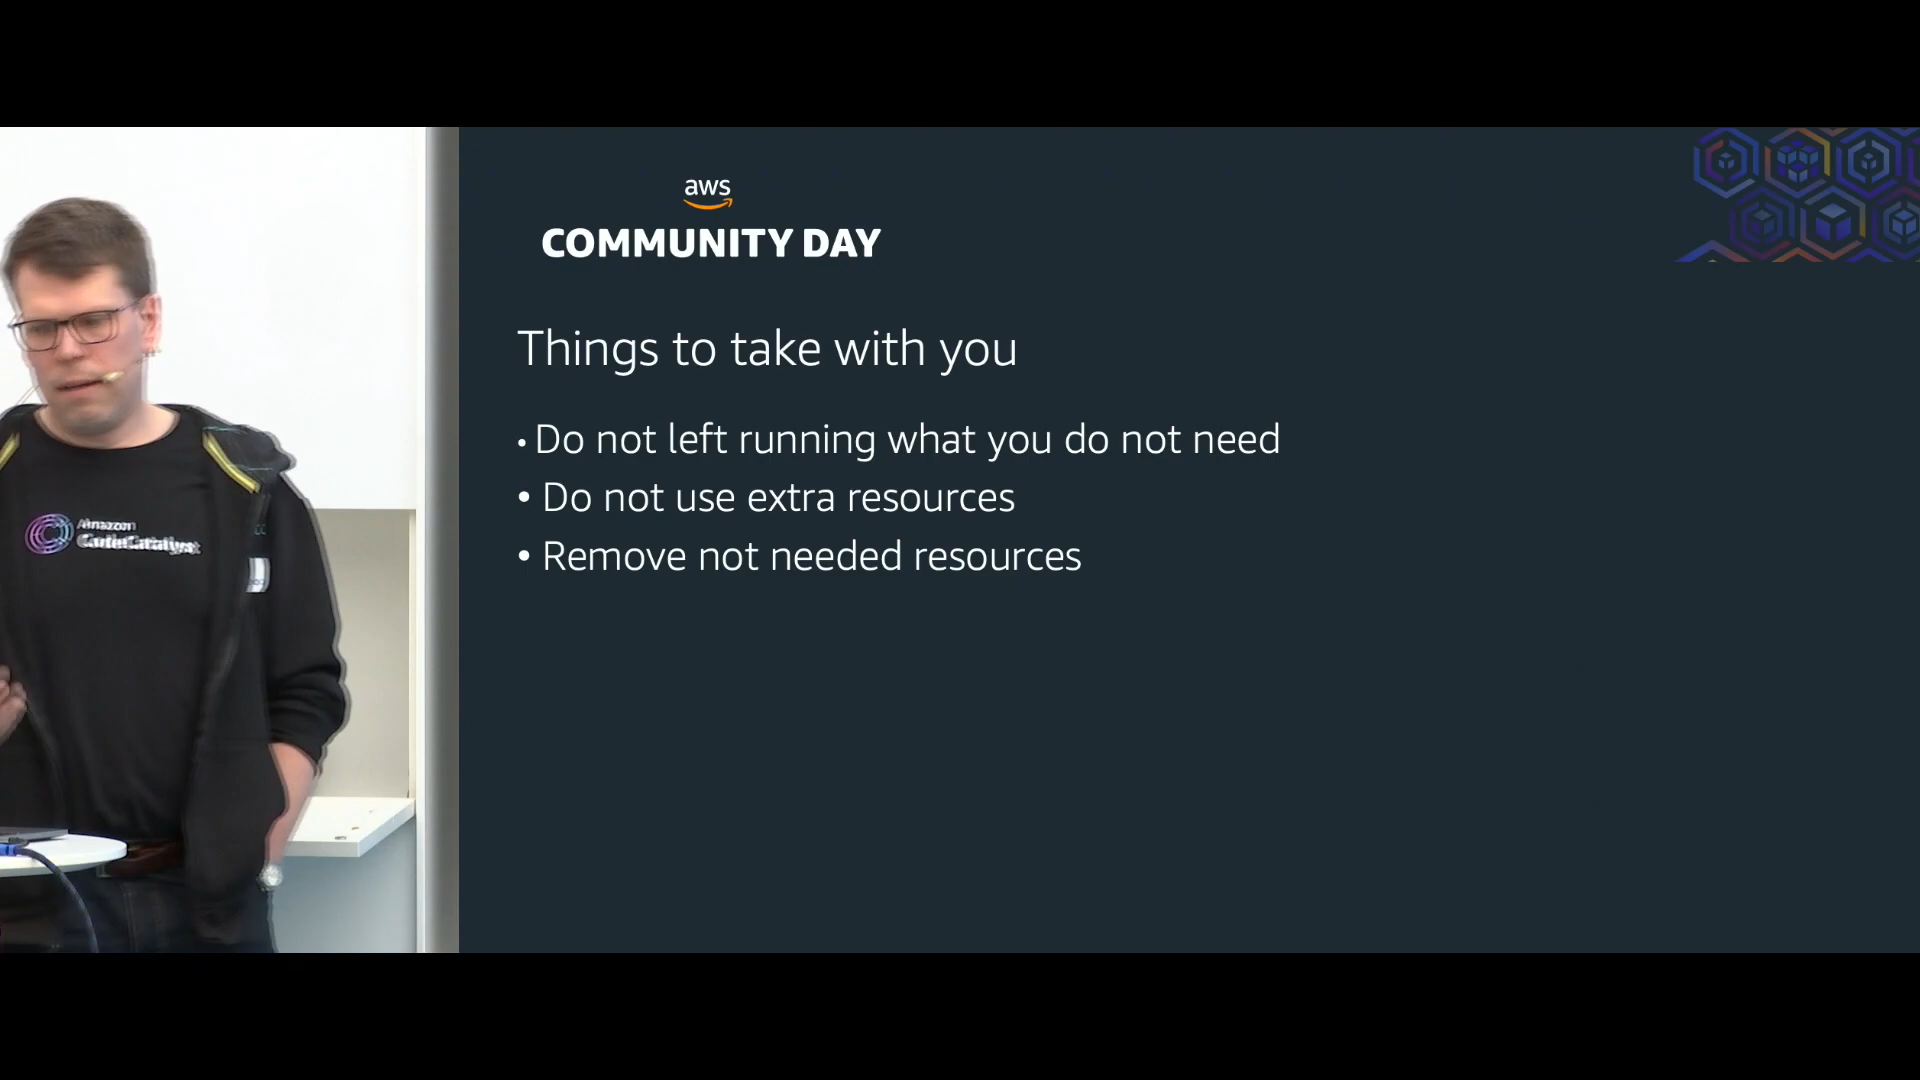 aws
COMMUNITY DAY
Things to take with you
• Do not left running what you do not need
• Do not use extra resources
• Remove not needed resources
Amazon
CodeCatalyst